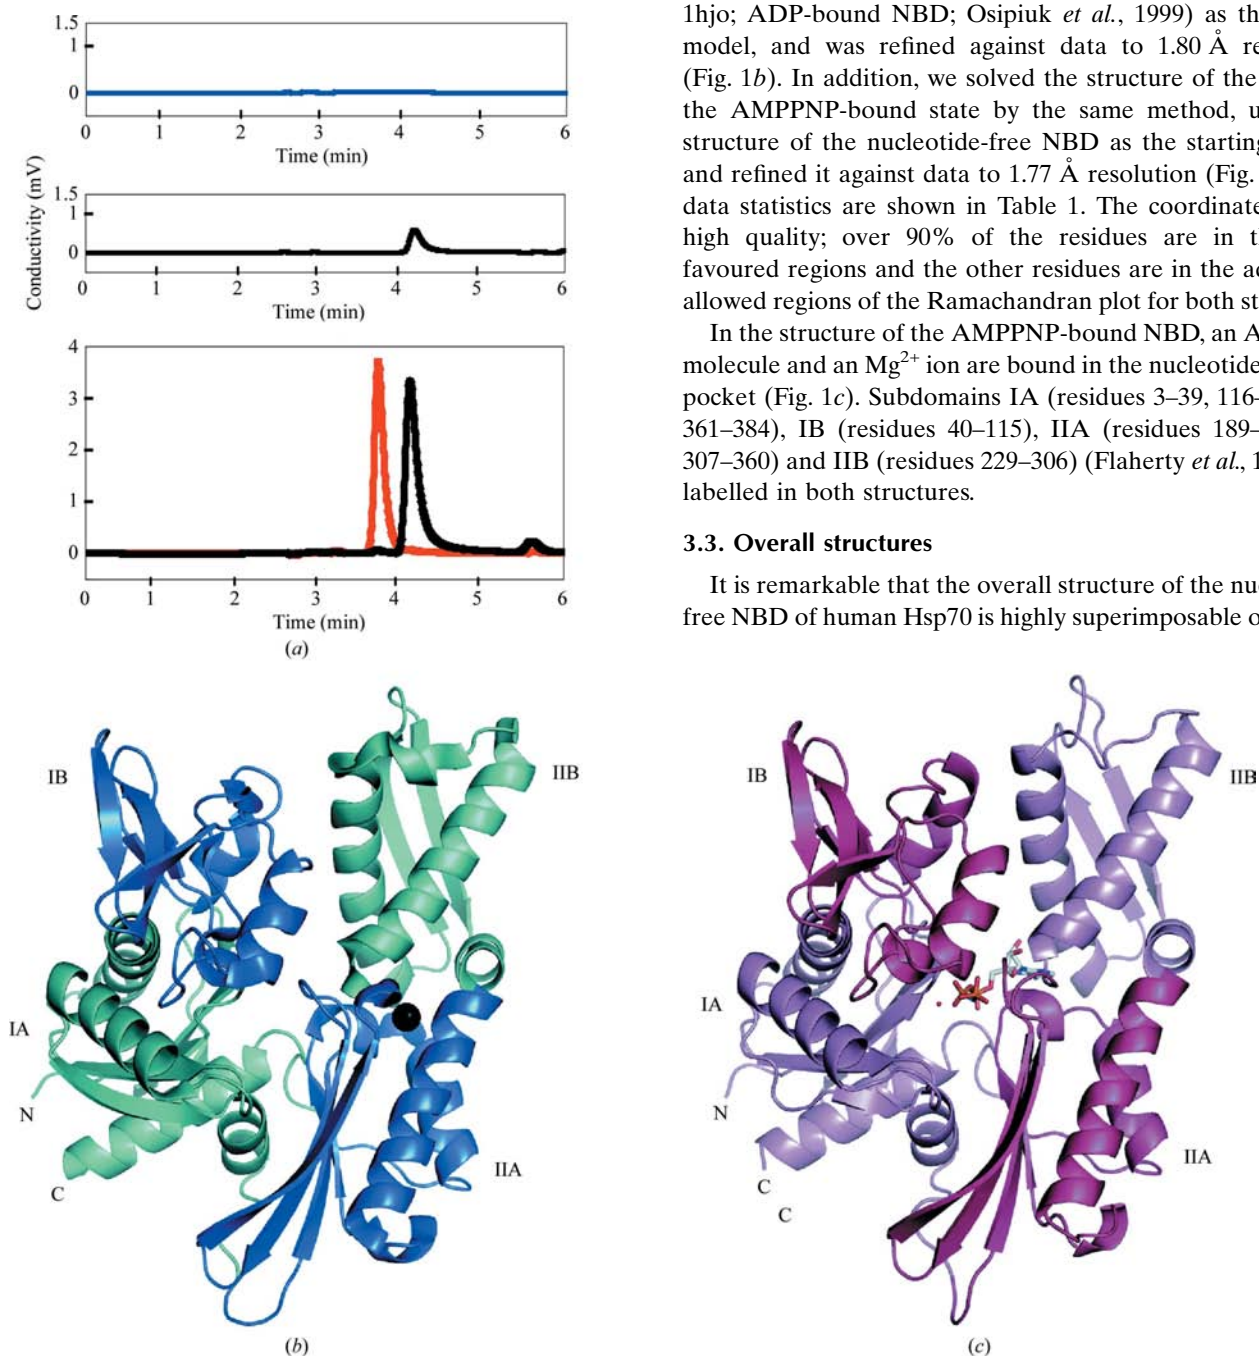 1.5
1
0
0 1 2 3 4 5 6
Time (min)
Conductivity (mV)
1.5
1
0
0 1 2 3 4 5 6
Time (min)
4
3
2
1
0
1 2 3 4 5 6
Time (min)
(a)
1hjo; ADP-bound NBD; Osipiuk et al., 1999) as th
model, and was refined against data to 1.80 Å re
(Fig. 1b). In addition, we solved the structure of the
the AMPPNP-bound state by the same method, u
structure of the nucleotide-free NBD as the starting
and refined it against data to 1.77 Å resolution (Fig.
data statistics are shown in Table 1. The coordinate
high quality; over 90% of the residues are in th
favoured regions and the other residues are in the ad
allowed regions of the Ramachandran plot for both st
In the structure of the AMPPNP-bound NBD, an A
molecule and an Mg²⁺ ion are bound in the nucleotide
pocket (Fig. 1c). Subdomains IA (residues 3–39, 116–
361–384), IB (residues 40–115), IIA (residues 189–
307–360) and IIB (residues 229–306) (Flaherty et al., 1
labelled in both structures.
3.3. Overall structures
It is remarkable that the overall structure of the nu
free NBD of human Hsp70 is highly superimposable o
IB
IIB
IA
N
C
IIA
(b)
IB
IIB
IA
N
C
C
IIA
(c)